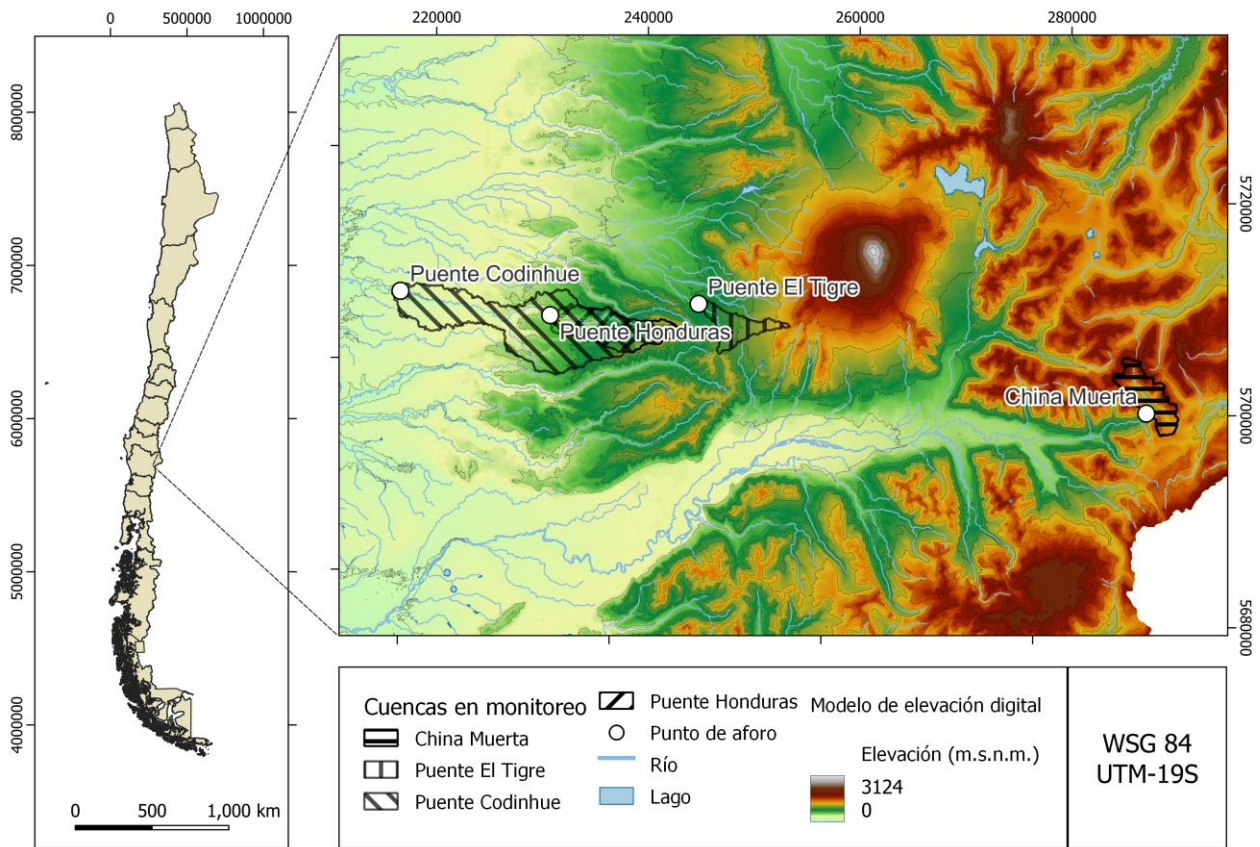 0 500000 1000000
220000 240000 260000 280000
8000000
7000000
6000000
5000000
4000000
5720000
5700000
5680000
Puente Codinhue
Puente El Tigre
Puente Honduras
China Muerta
0 500 1,000 km
Cuencas en monitoreo
China Muerta
Puente El Tigre
Puente Codinhue
Puente Honduras
Punto de aforo
Río
Lago
Modelo de elevación digital
Elevación (m.s.n.m.)
3124
0
WSG 84
UTM-19S